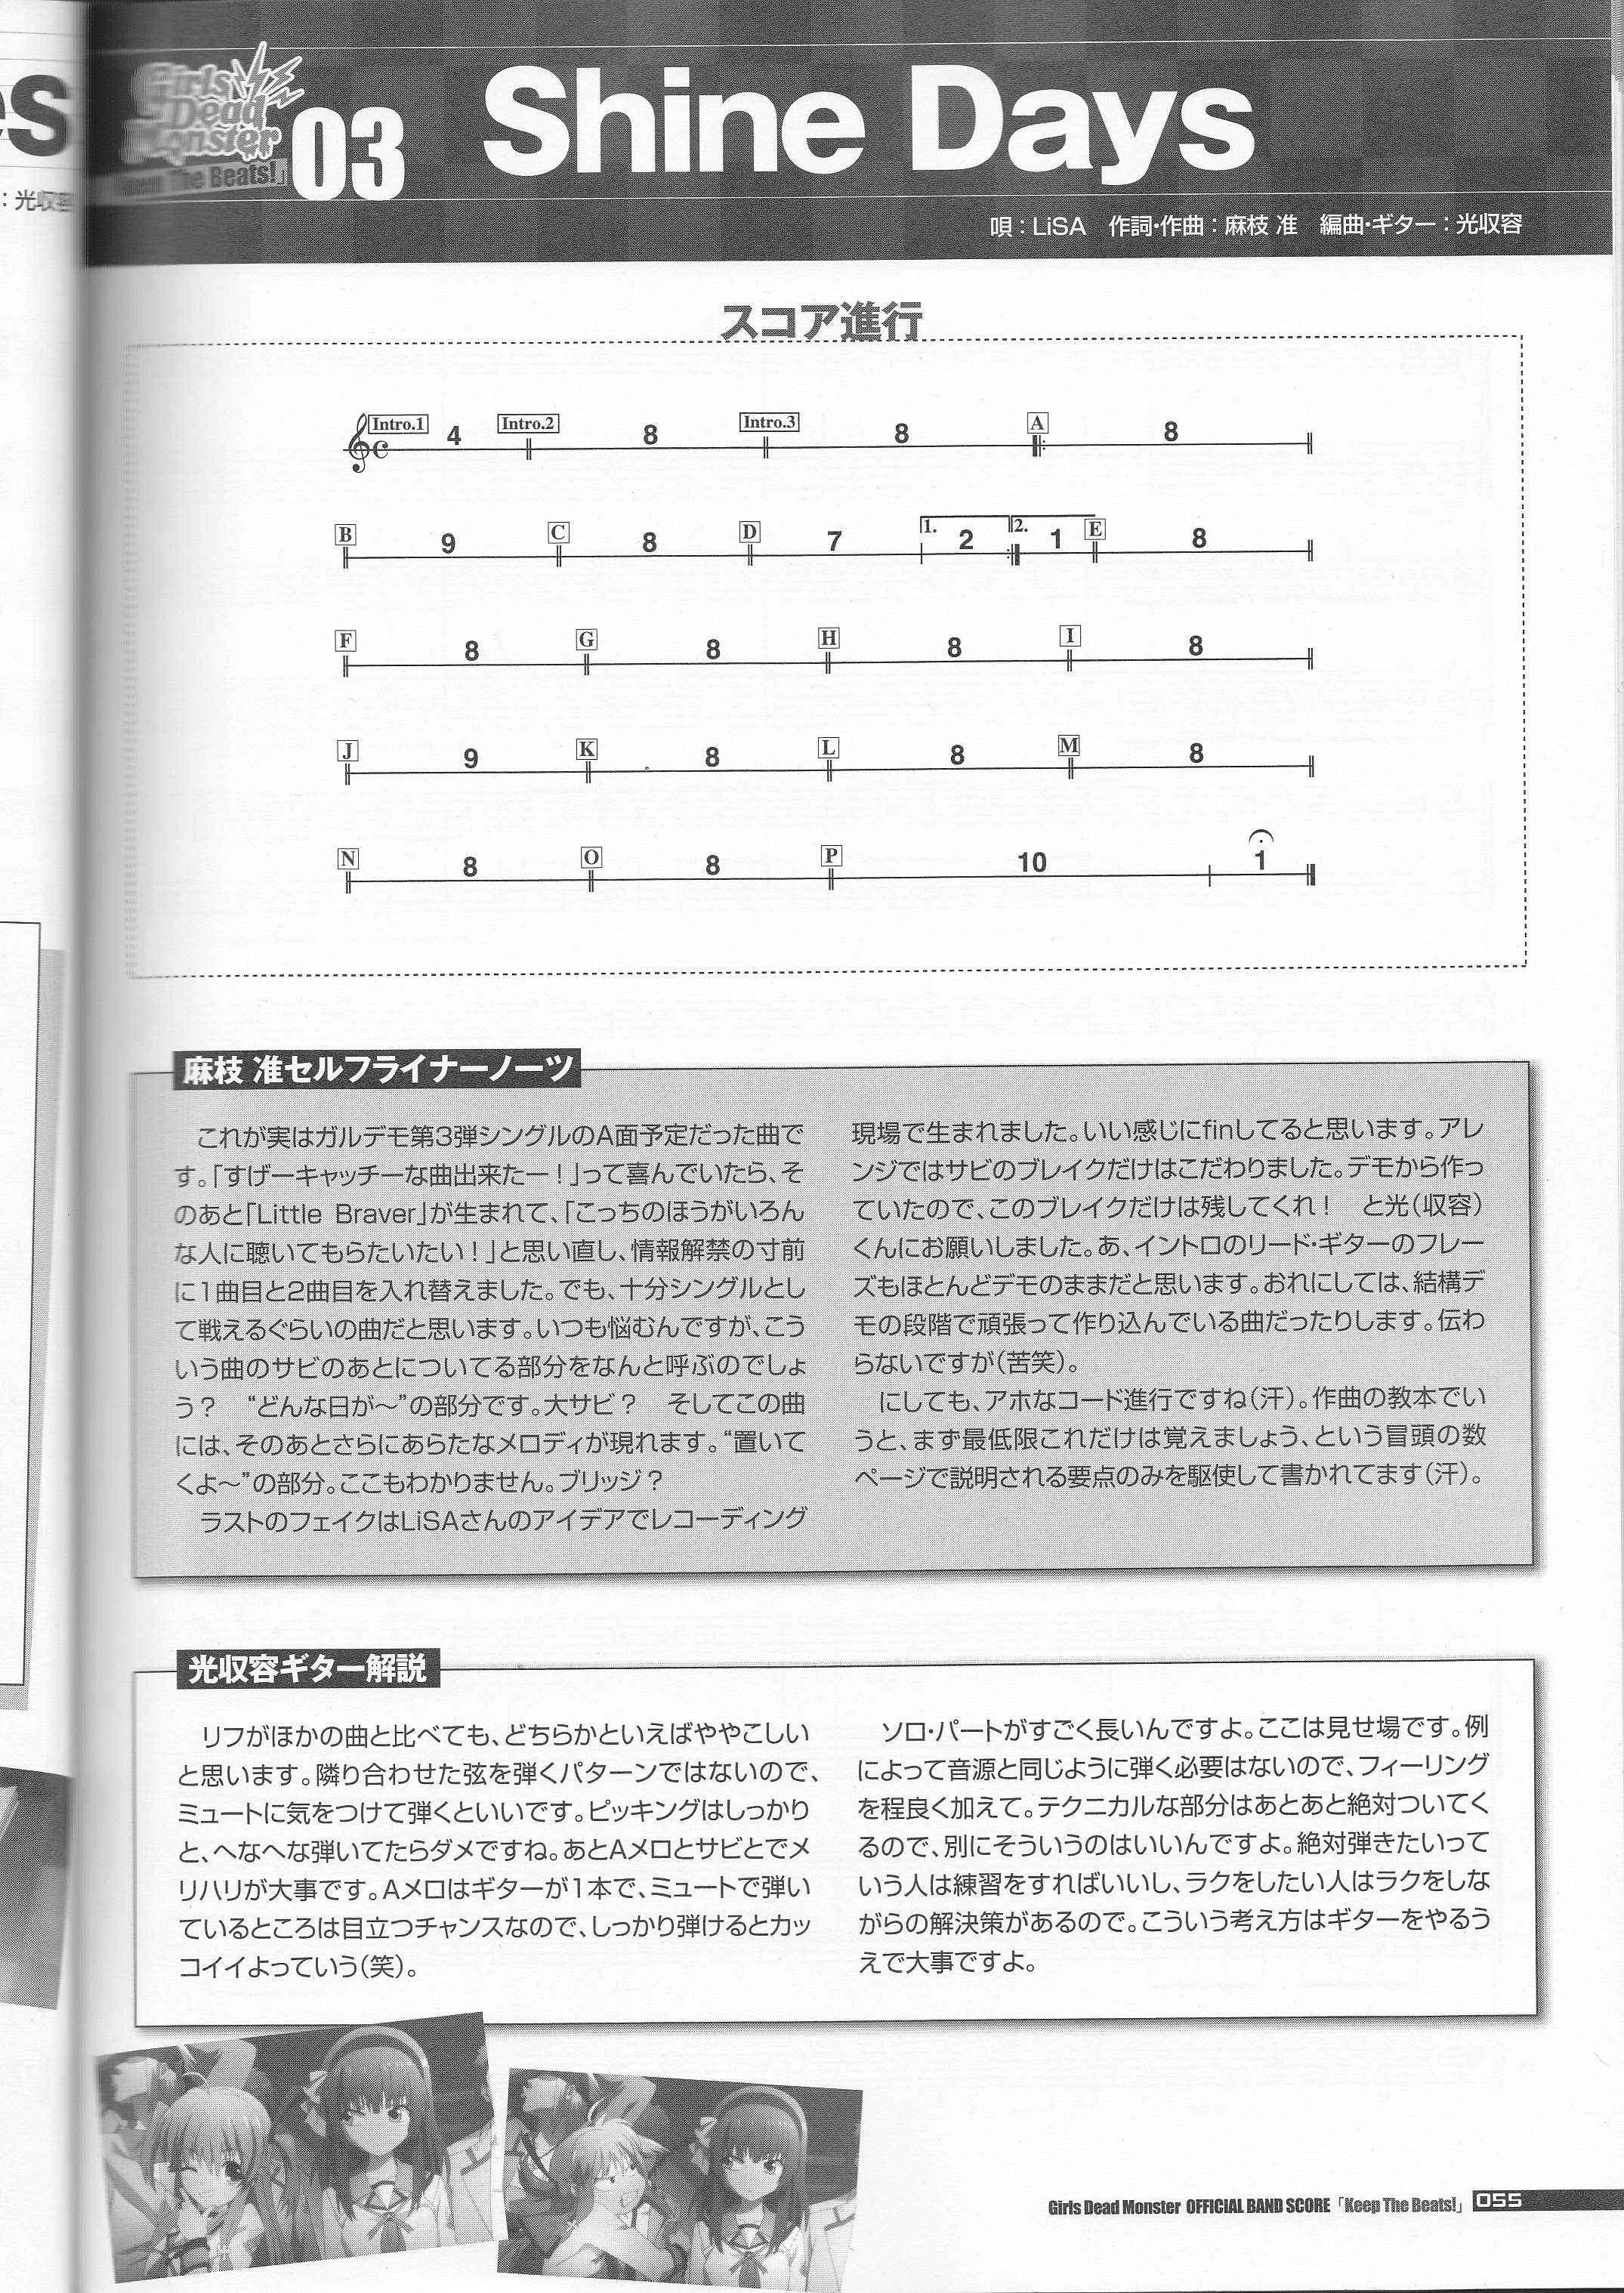 es
：光収容
Girls
Dead
Monster
Keep The Beats!」
03
Shine Days
唄：LiSA　作詞・作曲：麻枝 准　編曲・ギター：光収容
スコア進行
Intro.1 4 Intro.2 8 Intro.3 8 A 8
B 9 C 8 D 7 1. 2 2. 1 E 8
F 8 G 8 H 8 I 8
J 9 K 8 L 8 M 8
N 8 O 8 P 10 1
麻枝 准セルフライナーノーツ
　これが実はガルデモ第3弾シングルのA面予定だった曲で
す。「すげーキャッチーな曲出来たー！」って喜んでいたら、そ
のあと「Little Braver」が生まれて、「こっちのほうがいろん
な人に聴いてもらたいたい！」と思い直し、情報解禁の寸前
に1曲目と2曲目を入れ替えました。でも、十分シングルとし
て戦えるぐらいの曲だと思います。いつも悩むんですが、こう
いう曲のサビのあとについてる部分をなんと呼ぶのでしょ
う？　“どんな日が〜”の部分です。大サビ？　そしてこの曲
には、そのあとさらにあらたなメロディが現れます。“置いて
くよ〜”の部分。ここもわかりません。ブリッジ？
　ラストのフェイクはLiSAさんのアイデアでレコーディング
現場で生まれました。いい感じにfinしてると思います。アレ
ンジではサビのブレイクだけはこだわりました。デモから作っ
ていたので、このブレイクだけは残してくれ！　と光（収容）
くんにお願いしました。あ、イントロのリード・ギターのフレー
ズもほとんどデモのままだと思います。おれにしては、結構デ
モの段階で頑張って作り込んでいる曲だったりします。伝わ
らないですが（苦笑）。
　にしても、アホなコード進行ですね（汗）。作曲の教本でい
うと、まず最低限これだけは覚えましょう、という冒頭の数
ページで説明される要点のみを駆使して書かれてます（汗）。
光収容ギター解説
　リフがほかの曲と比べても、どちらかといえばややこしい
と思います。隣り合わせた弦を弾くパターンではないので、
ミュートに気をつけて弾くといいです。ピッキングはしっかり
と、へなへな弾いてたらダメですね。あとAメロとサビとでメ
リハリが大事です。Aメロはギターが1本で、ミュートで弾い
ているところは目立つチャンスなので、しっかり弾けるとカッ
コイイよっていう（笑）。
　ソロ・パートがすごく長いんですよ。ここは見せ場です。例
によって音源と同じように弾く必要はないので、フィーリング
を程良く加えて。テクニカルな部分はあとあと絶対ついてく
るので、別にそういうのはいいんですよ。絶対弾きたいって
いう人は練習をすればいいし、ラクをしたい人はラクをしな
がらの解決策があるので。こういう考え方はギターをやるう
えで大事ですよ。
Girls Dead Monster OFFICIAL BAND SCORE「Keep The Beats!」 055